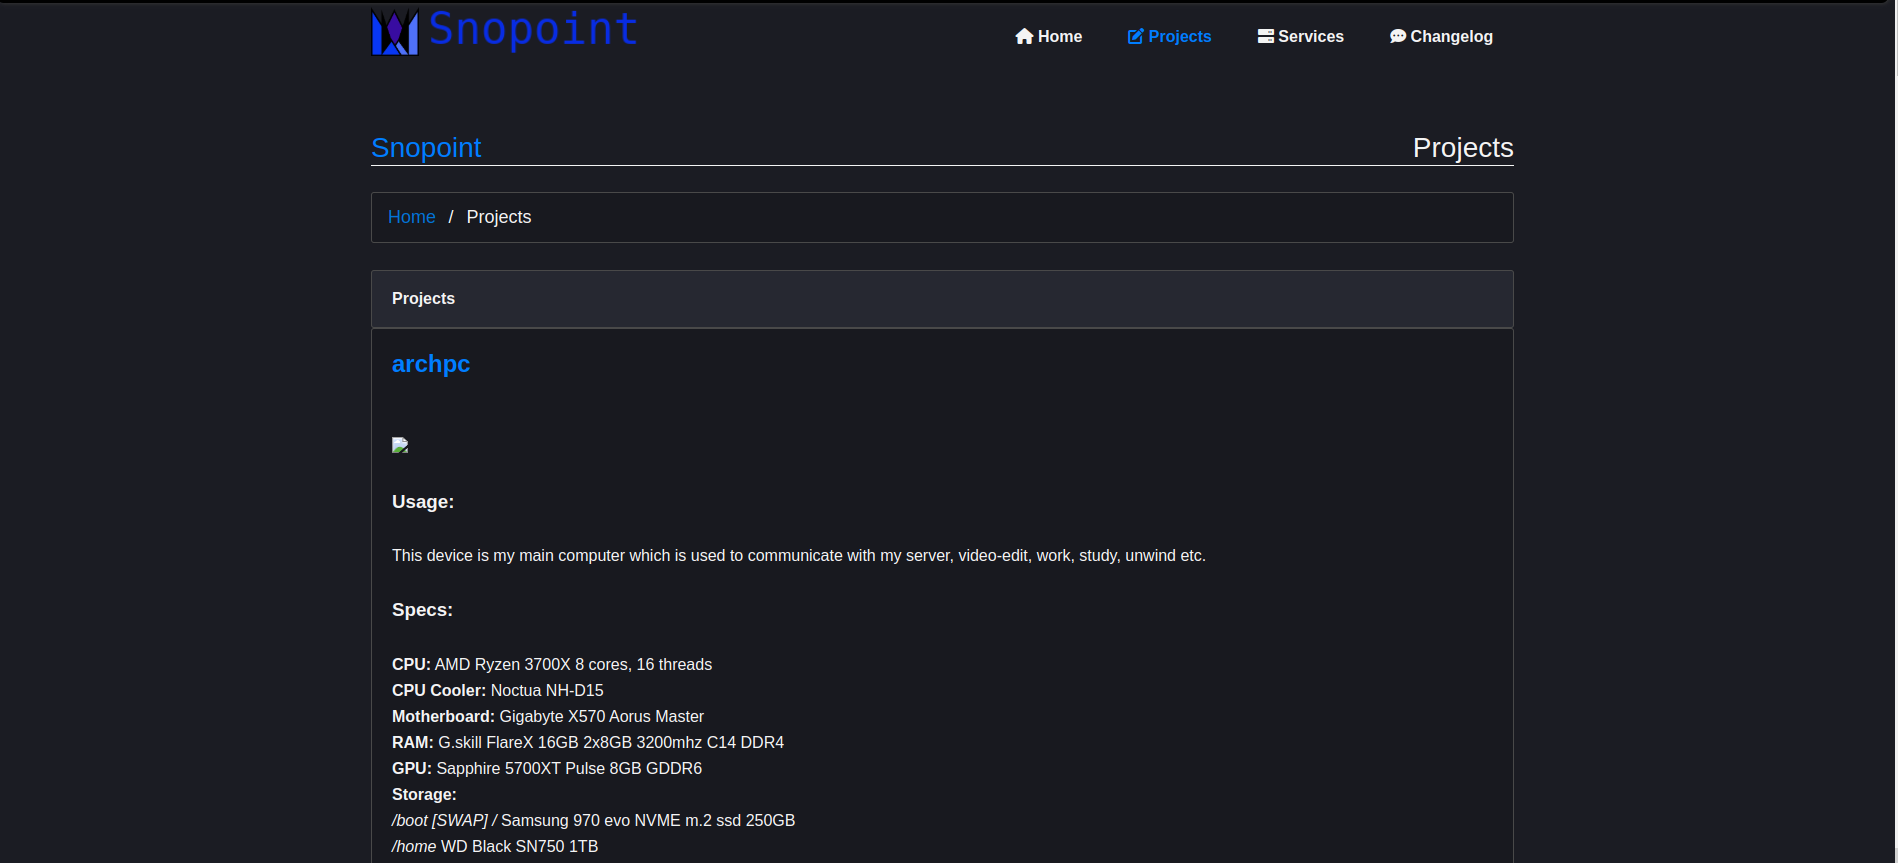 Snopoint
Home Projects Services Changelog
Snopoint Projects
Home / Projects
Projects
archpc
Usage:
This device is my main computer which is used to communicate with my server, video-edit, work, study, unwind etc.
Specs:
CPU: AMD Ryzen 3700X 8 cores, 16 threads
CPU Cooler: Noctua NH-D15
Motherboard: Gigabyte X570 Aorus Master
RAM: G.skill FlareX 16GB 2x8GB 3200mhz C14 DDR4
GPU: Sapphire 5700XT Pulse 8GB GDDR6
Storage:
/boot [SWAP] / Samsung 970 evo NVME m.2 ssd 250GB
/home WD Black SN750 1TB